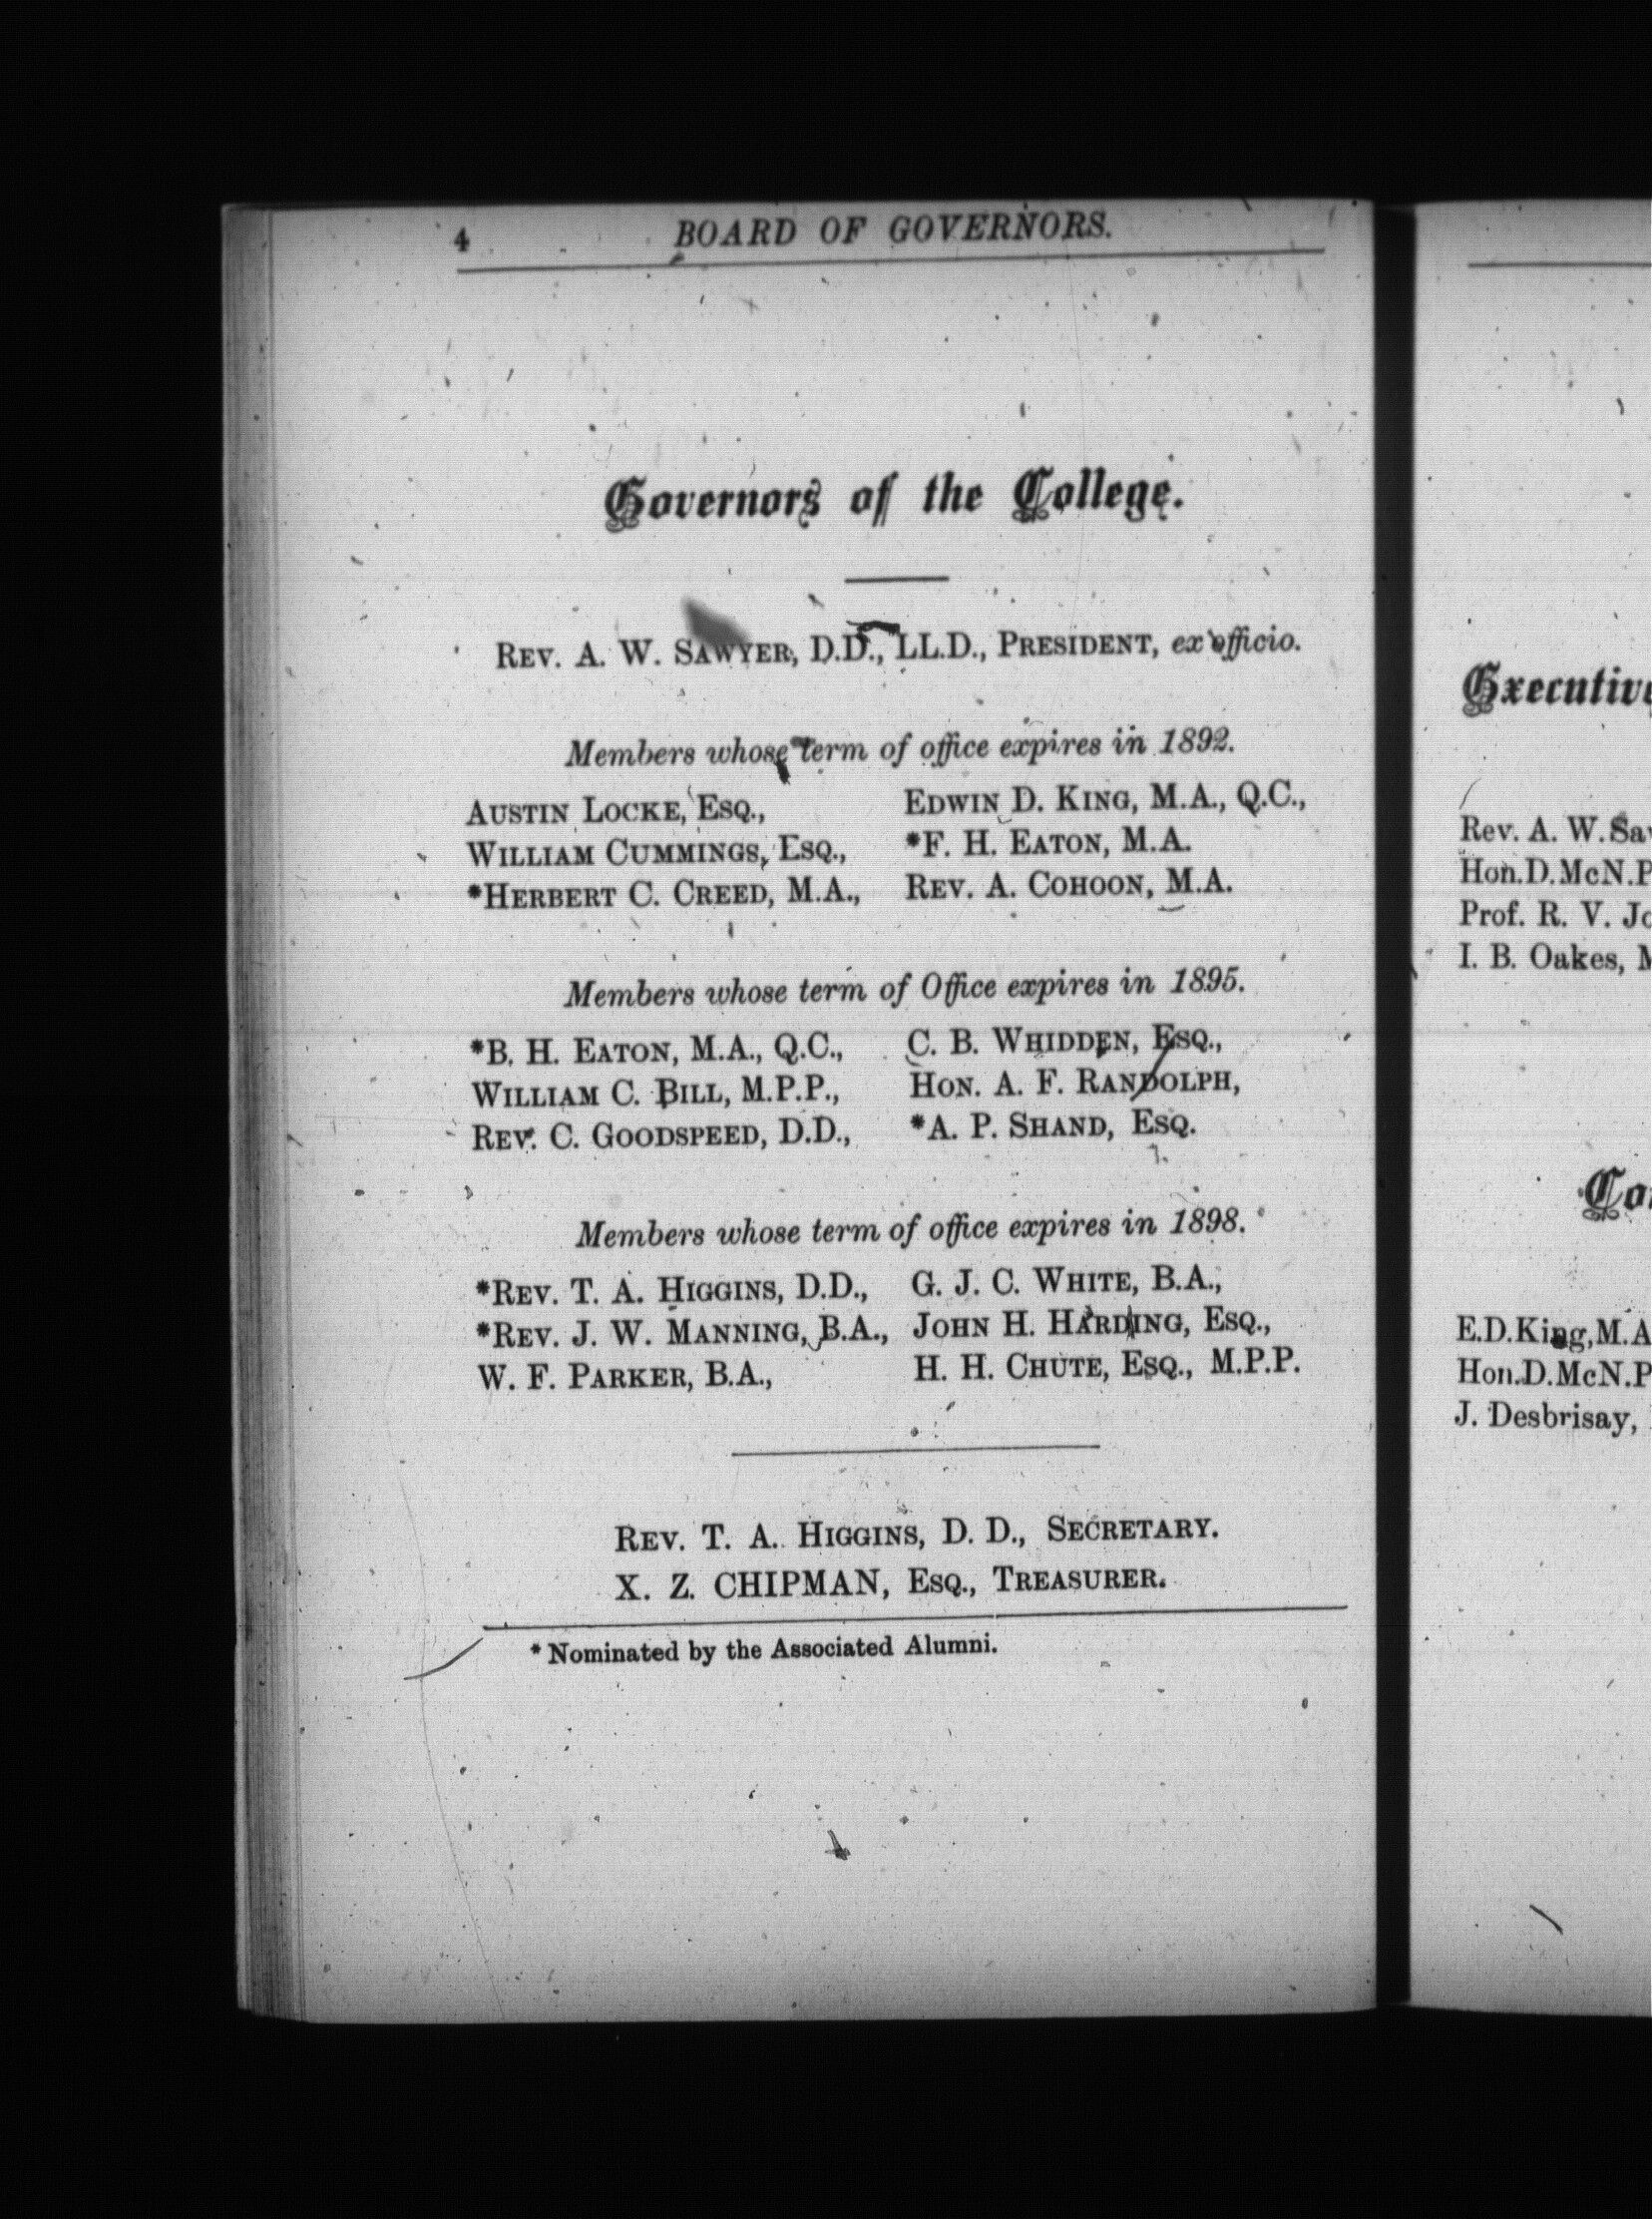 4 BOARD OF GOVERNORS.
Governors of the College.
REV. A. W. SAWYER, D.D., LL.D., PRESIDENT, ex officio.
Members whose term of office expires in 1892.
AUSTIN LOCKE, ESQ.,
WILLIAM CUMMINGS, ESQ.,
*HERBERT C. CREED, M.A.,
EDWIN D. KING, M.A., Q.C.,
*F. H. EATON, M.A.
REV. A. COHOON, M.A.
Members whose term of Office expires in 1895.
*B. H. EATON, M.A., Q.C.,
WILLIAM C. BILL, M.P.P.,
REV. C. GOODSPEED, D.D.,
C. B. WHIDDEN, ESQ.,
HON. A. F. RANDOLPH,
*A. P. SHAND, ESQ.
Members whose term of office expires in 1898.
*REV. T. A. HIGGINS, D.D.,
*REV. J. W. MANNING, B.A.,
W. F. PARKER, B.A.,
G. J. C. WHITE, B.A.,
JOHN H. HARDING, ESQ.,
H. H. CHUTE, ESQ., M.P.P.
REV. T. A. HIGGINS, D. D., SECRETARY.
X. Z. CHIPMAN, ESQ., TREASURER.
* Nominated by the Associated Alumni.
Executive
Rev. A. W.
Hon.D.McN.
Prof. R. V.
I. B. Oakes,
E.D.King,M.A
Hon.D.McN.
J. Desbrisay,